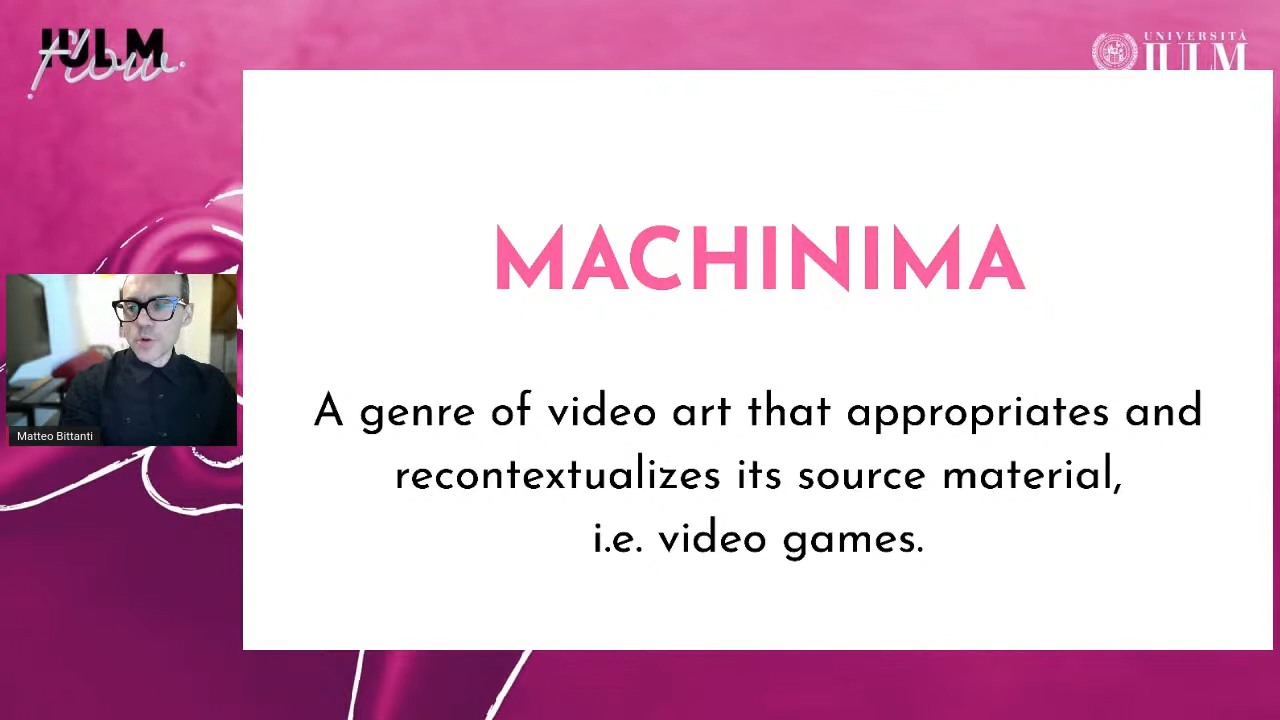 IULM
flow.
UNIVERSITÀ
IULM
MACHINIMA
A genre of video art that appropriates and
recontextualizes its source material,
i.e. video games.
Matteo Bittanti